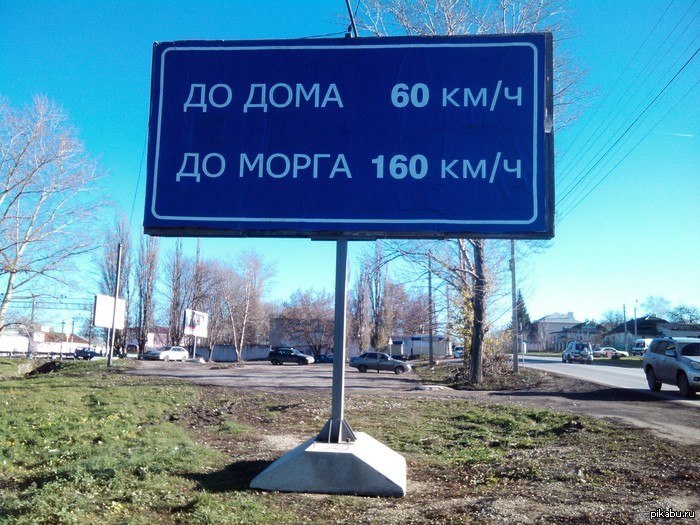 ДО ДОМА 60 КМ/Ч
ДО МОРГА 160 КМ/Ч
pikabu.ru